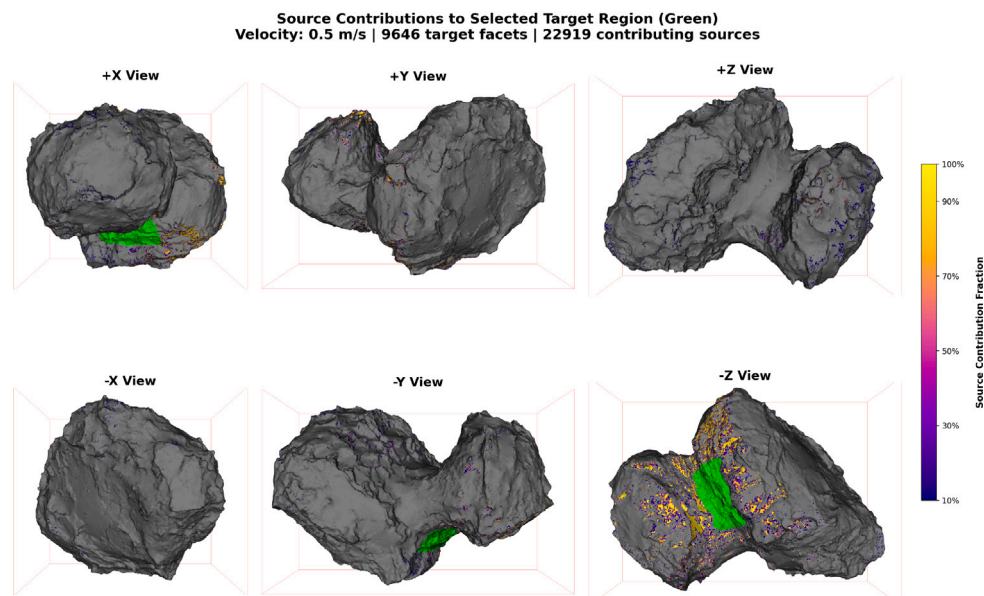 Source Contributions to Selected Target Region (Green)
Velocity: 0.5 m/s | 9646 target facets | 22919 contributing sources
+X View
+Y View
+Z View
-X View
-Y View
-Z View
100%
90%
70%
50%
30%
10%
Source Contribution Fraction